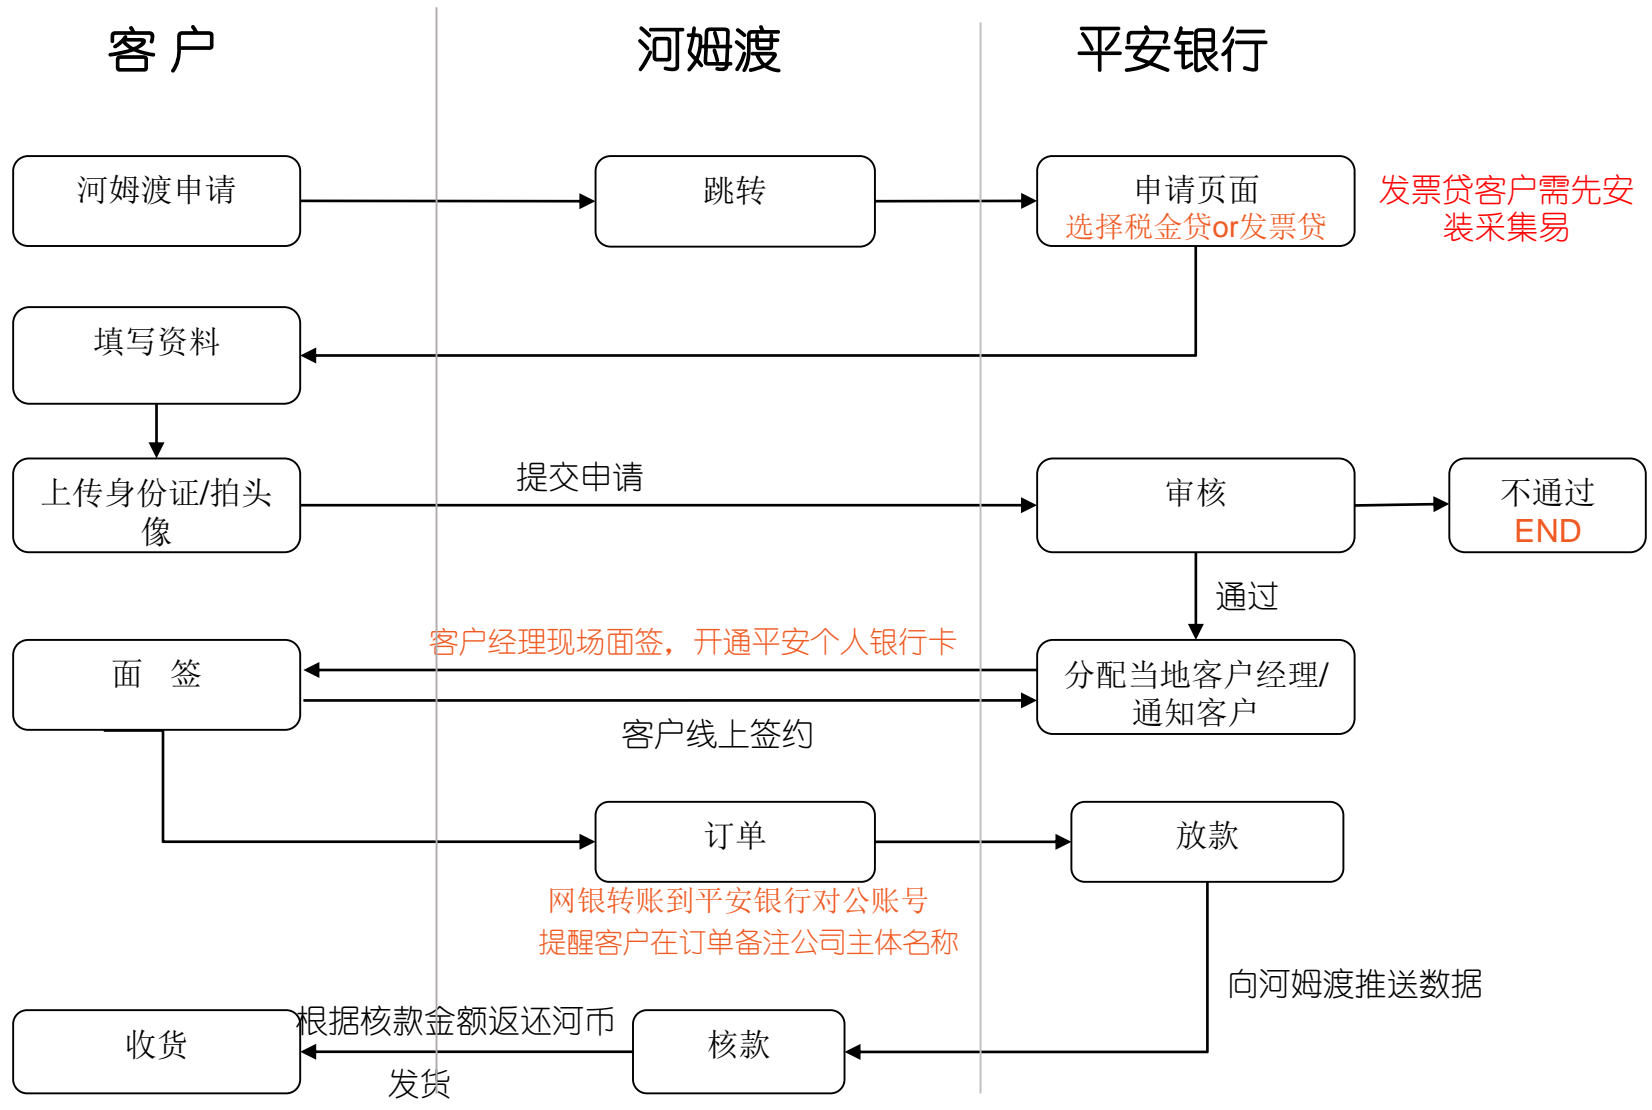 客 户
河姆渡
平安银行
河姆渡申请
跳转
申请页面
选择税金贷or发票贷
发票贷客户需先安
装采集易
填写资料
上传身份证/拍头
像
提交申请
审核
不通过
END
通过
客户经理现场面签，开通平安个人银行卡
面 签
分配当地客户经理/
通知客户
客户线上签约
订单
放款
网银转账到平安银行对公账号
提醒客户在订单备注公司主体名称
向河姆渡推送数据
根据核款金额返还河币
收货
核款
发货